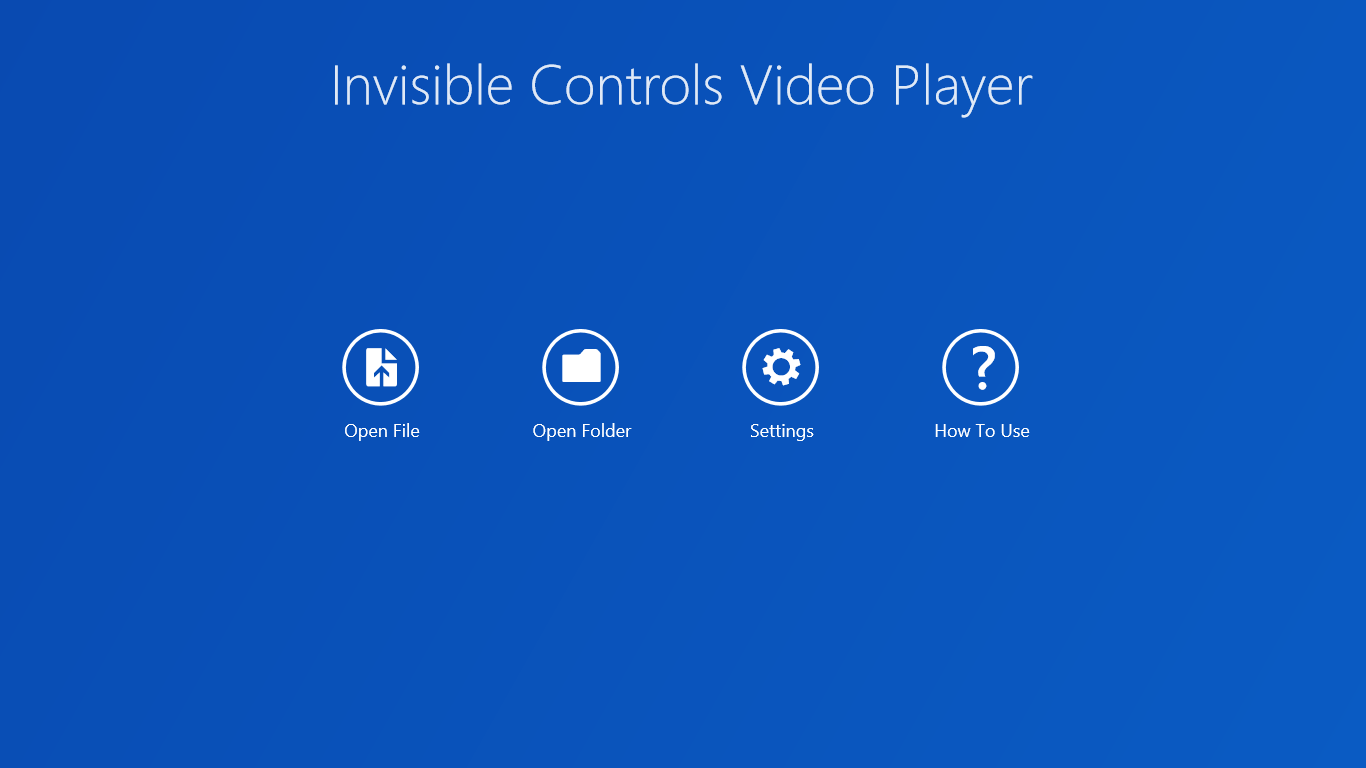 Invisible Controls Video Player
Open File
Open Folder
Settings
How To Use